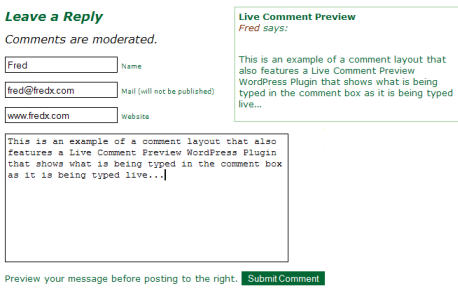 Leave a Reply
Comments are moderated.
Fred Name
fred@fredx.com Mail (will not be published)
www.fredx.com Website
Live Comment Preview
Fred says:
This is an example of a comment layout that
also features a Live Comment Preview
WordPress Plugin that shows what is being
typed in the comment box as it is being typed
live...
This is an example of a comment layout that also
features a Live Comment Preview WordPress Plugin
that shows what is being typed in the comment box
as it is being typed live...
Preview your message before posting to the right. Submit Comment